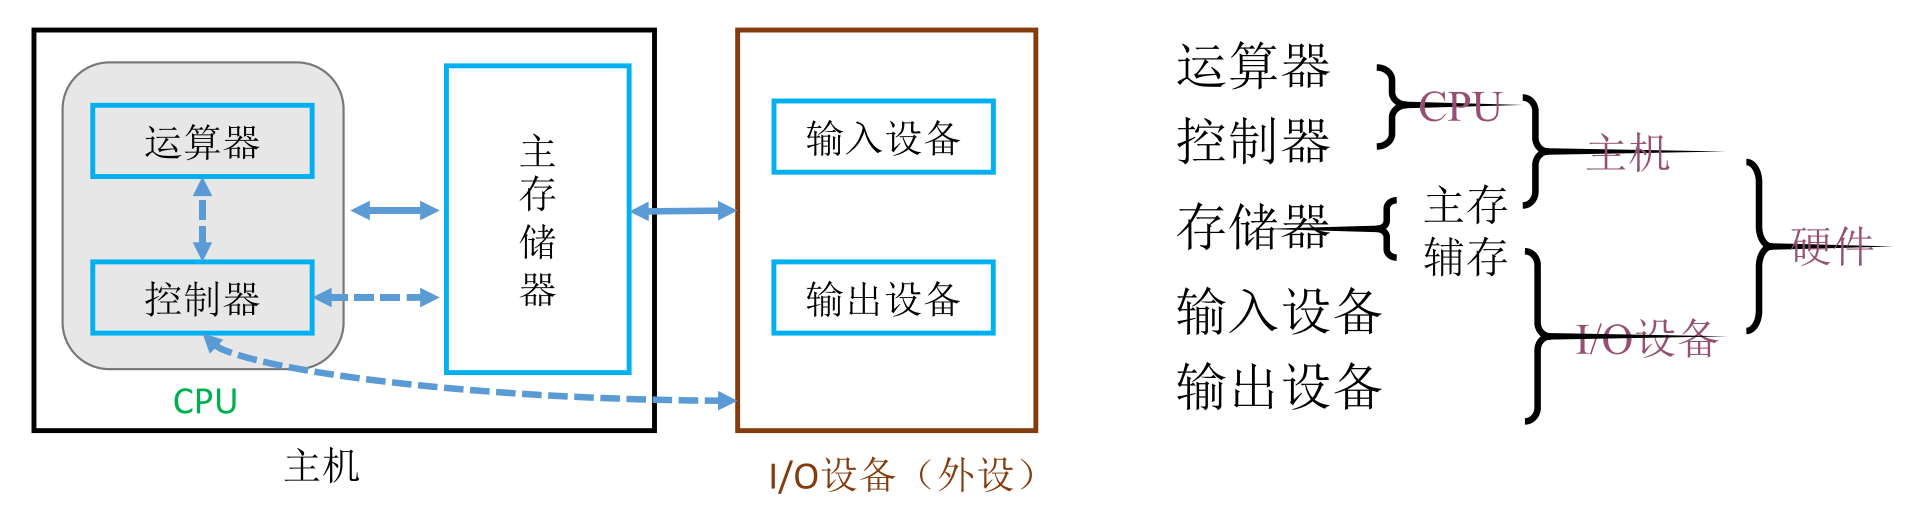 运算器
控制器
CPU
主存储器
主机
输入设备
输出设备
I/O设备（外设）
运算器
控制器
存储器
输入设备
输出设备
CPU
主存
辅存
主机
I/O设备
硬件